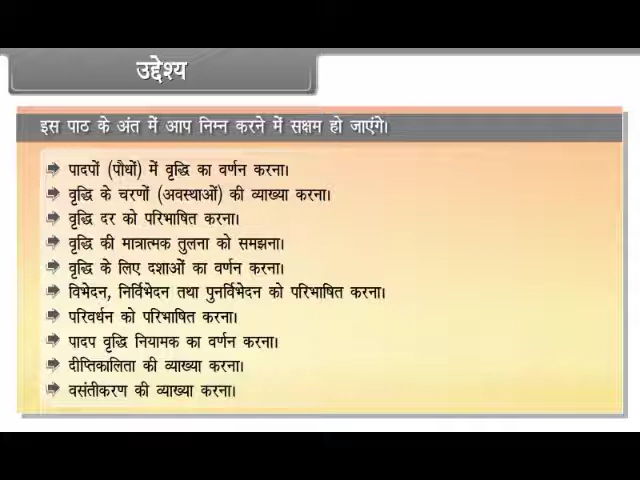 उद्देश्य
इस पाठ के अंत में आप निम्न करने में सक्षम हो जाएंगे।
पादपों (पौधों) में वृद्धि का वर्णन करना।
वृद्धि के चरणों (अवस्थाओं) की व्याख्या करना।
वृद्धि दर को परिभाषित करना।
वृद्धि की मात्रात्मक तुलना को समझना।
वृद्धि के लिए दशाओं का वर्णन करना।
विभेदन, निर्विभेदन तथा पुनर्विभेदन को परिभाषित करना।
परिवर्धन को परिभाषित करना।
पादप वृद्धि नियामक का वर्णन करना।
दीप्तिकालिता की व्याख्या करना।
वसंतीकरण की व्याख्या करना।